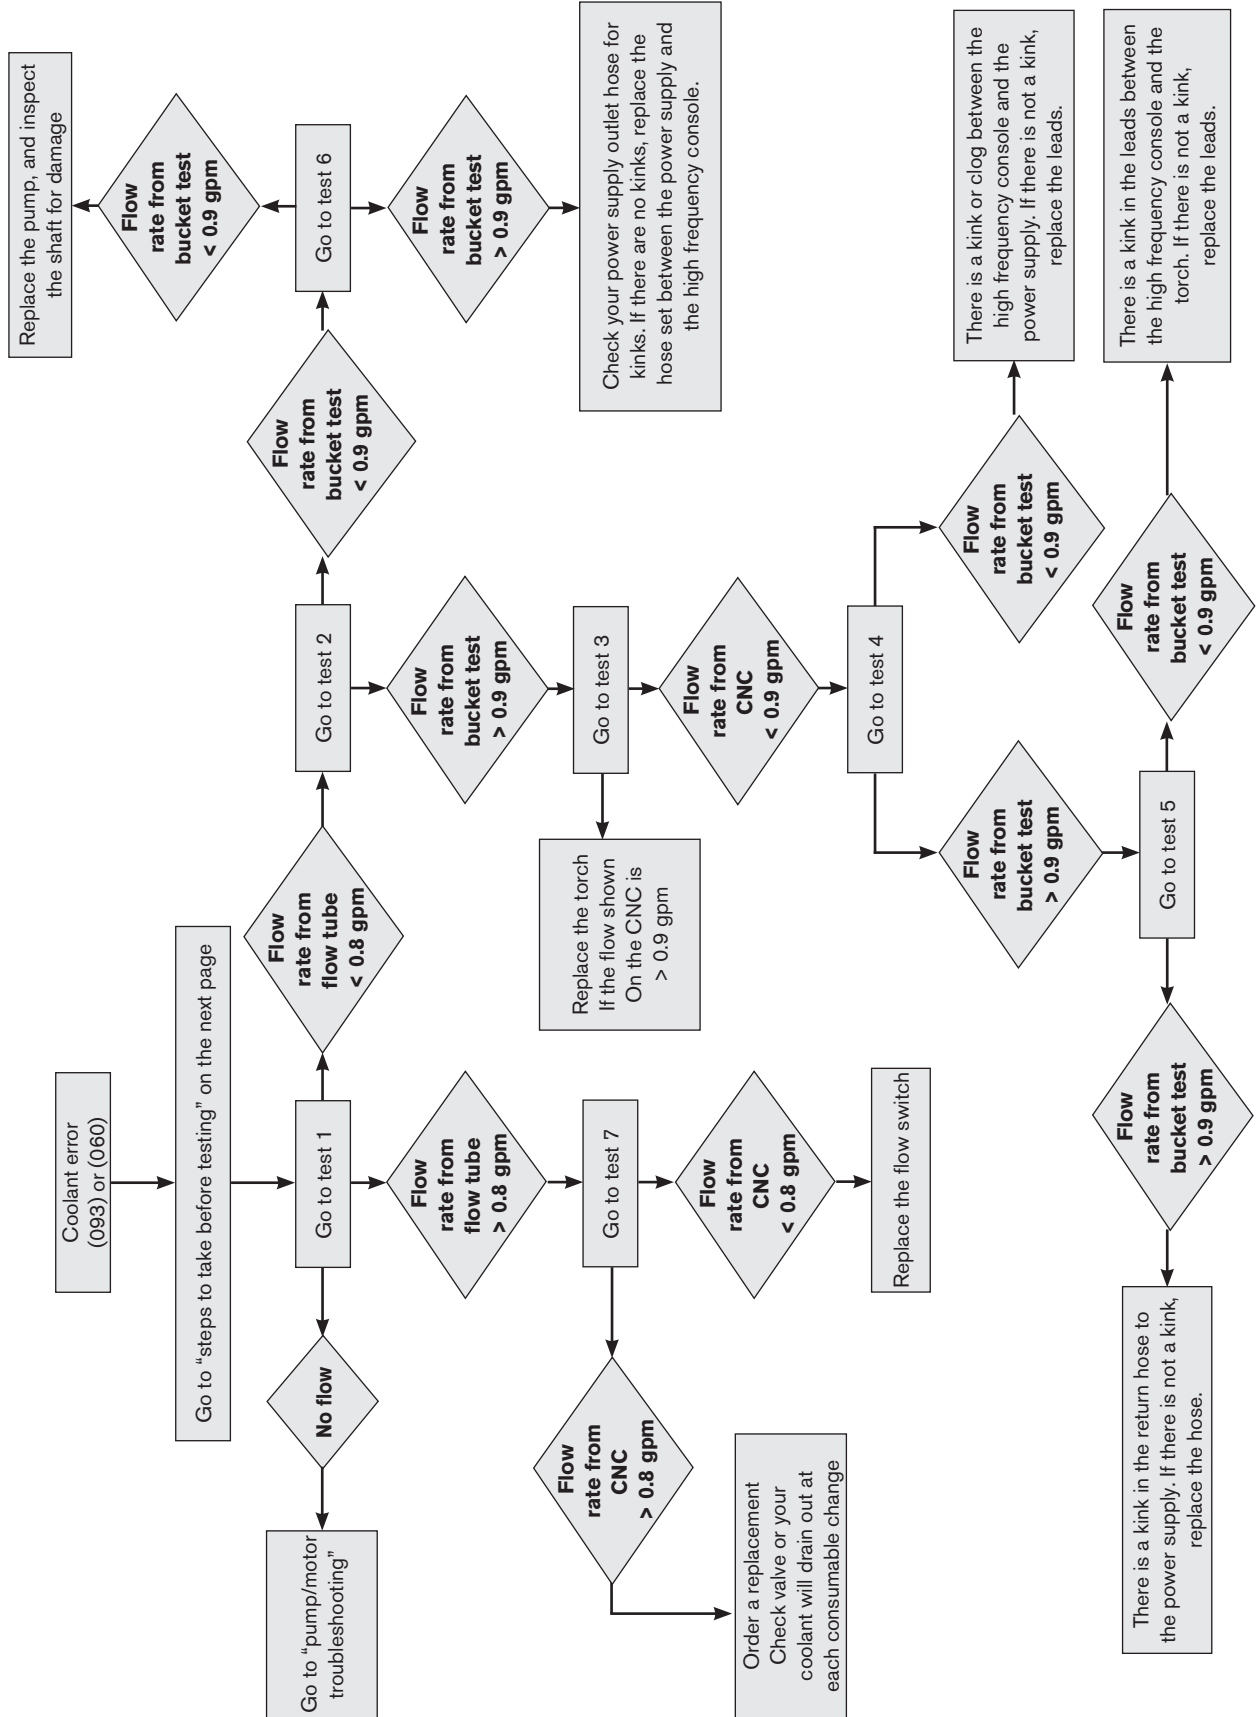 Coolant error
(093) or (060)
Go to “steps to take before testing” on the next page
Go to “pump/motor
troubleshooting”
No flow
Go to test 1
Flow
rate from
flow tube
< 0.8 gpm
Go to test 2
Flow
rate from
bucket test
< 0.9 gpm
Go to test 6
Flow
rate from
bucket test
< 0.9 gpm
Replace the pump, and inspect
the shaft for damage
Flow
rate from
bucket test
> 0.9 gpm
Check your power supply outlet hose for
kinks. If there are no kinks, replace the
hose set between the power supply and
the high frequency console.
Flow
rate from
flow tube
> 0.8 gpm
Flow
rate from
bucket test
> 0.9 gpm
Go to test 7
Replace the torch
If the flow shown
On the CNC is
> 0.9 gpm
Go to test 3
Flow
rate from
CNC
> 0.8 gpm
Flow
rate from
CNC
< 0.8 gpm
Flow
rate from
CNC
< 0.9 gpm
Order a replacement
Check valve or your
coolant will drain out at
each consumable change
Replace the flow switch
Go to test 4
Flow
rate from
bucket test
> 0.9 gpm
Flow
rate from
bucket test
< 0.9 gpm
There is a kink or clog between the
high frequency console and the
power supply. If there is not a kink,
replace the leads.
There is a kink in the return hose to
the power supply. If there is not a kink,
replace the hose.
Flow
rate from
bucket test
> 0.9 gpm
Go to test 5
Flow
rate from
bucket test
< 0.9 gpm
There is a kink in the leads between
the high frequency console and the
torch. If there is not a kink,
replace the leads.